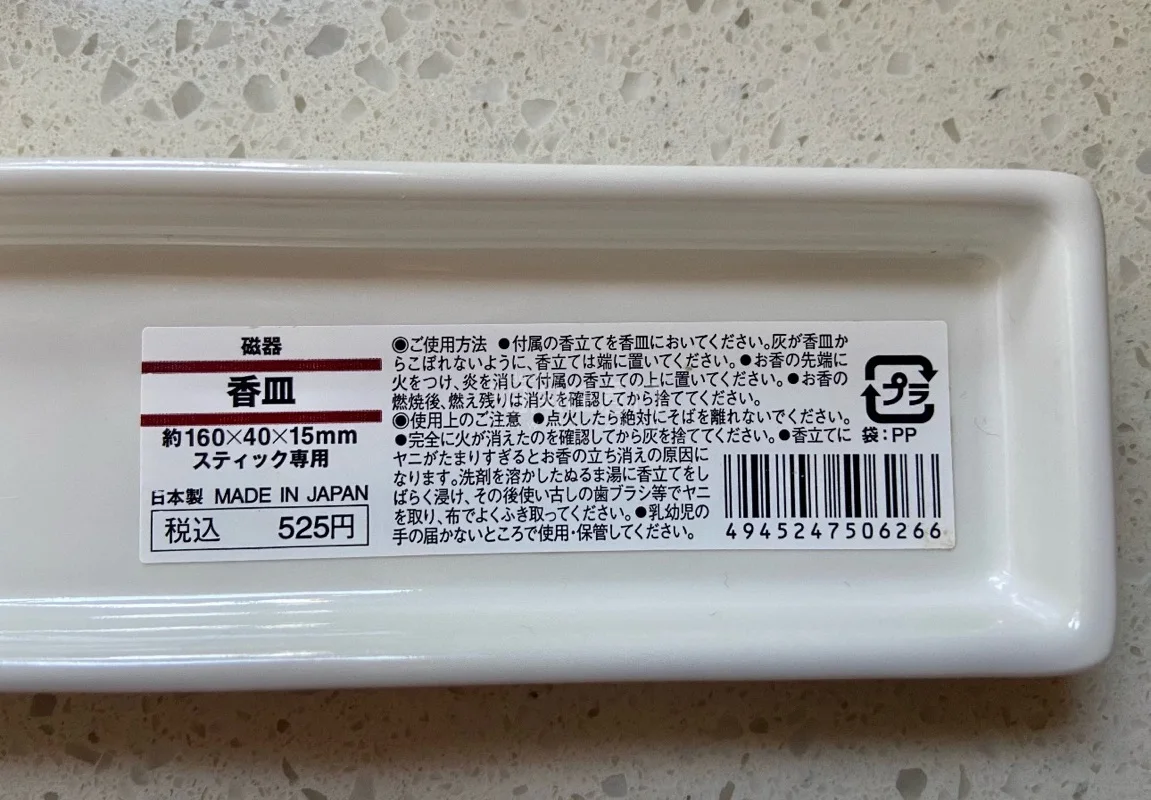 磁器
香皿
約160×40×15mm
スティック専用
日本製 MADE IN JAPAN
税込 525円
◉ご使用方法 ●付属の香立てを香皿においてください。灰が香皿か
らこぼれないように、香立ては端に置いてください。●お香の先端に
火をつけ、炎を消して付属の香立ての上に置いてください。●お香の
燃焼後、燃え残りは消火を確認してから捨ててください。
◉使用上のご注意 ●点火したら絶対にそばを離れないでください。
●完全に火が消えたのを確認してから灰を捨ててください。●香立てに
ヤニがたまりすぎるとお香の立ち消えの原因に
なります。洗剤を溶かしたぬるま湯に香立てをし
ばらく浸け、その後使い古しの歯ブラシ等でヤニ
を取り、布でよくふき取ってください。●乳幼児の
手の届かないところで使用・保管してください。
プラ
袋：PP
4945247506266